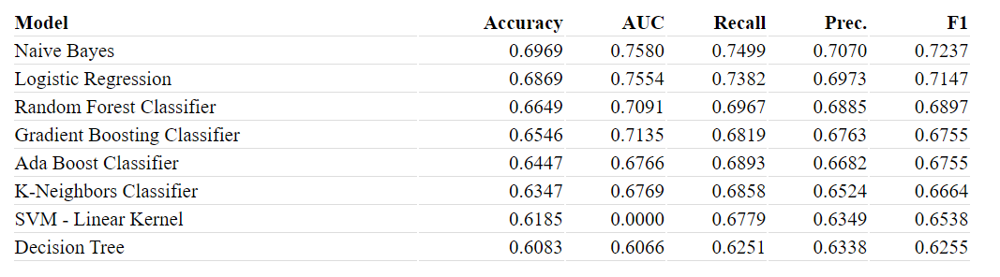 Model Accuracy AUC Recall Prec. F1
Naive Bayes 0.6969 0.7580 0.7499 0.7070 0.7237
Logistic Regression 0.6869 0.7554 0.7382 0.6973 0.7147
Random Forest Classifier 0.6649 0.7091 0.6967 0.6885 0.6897
Gradient Boosting Classifier 0.6546 0.7135 0.6819 0.6763 0.6755
Ada Boost Classifier 0.6447 0.6766 0.6893 0.6682 0.6755
K-Neighbors Classifier 0.6347 0.6769 0.6858 0.6524 0.6664
SVM - Linear Kernel 0.6185 0.0000 0.6779 0.6349 0.6538
Decision Tree 0.6083 0.6066 0.6251 0.6338 0.6255